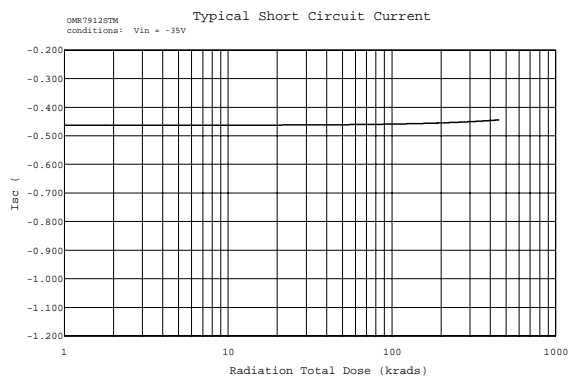 Typical Short Circuit Current
OMR7912STM
conditions: Vin = -35V
-0.200
-0.300
-0.400
-0.500
-0.600
-0.700
-0.800
-0.900
-1.000
-1.100
-1.200
Isc (
1 10 100 1000
Radiation Total Dose (krads)